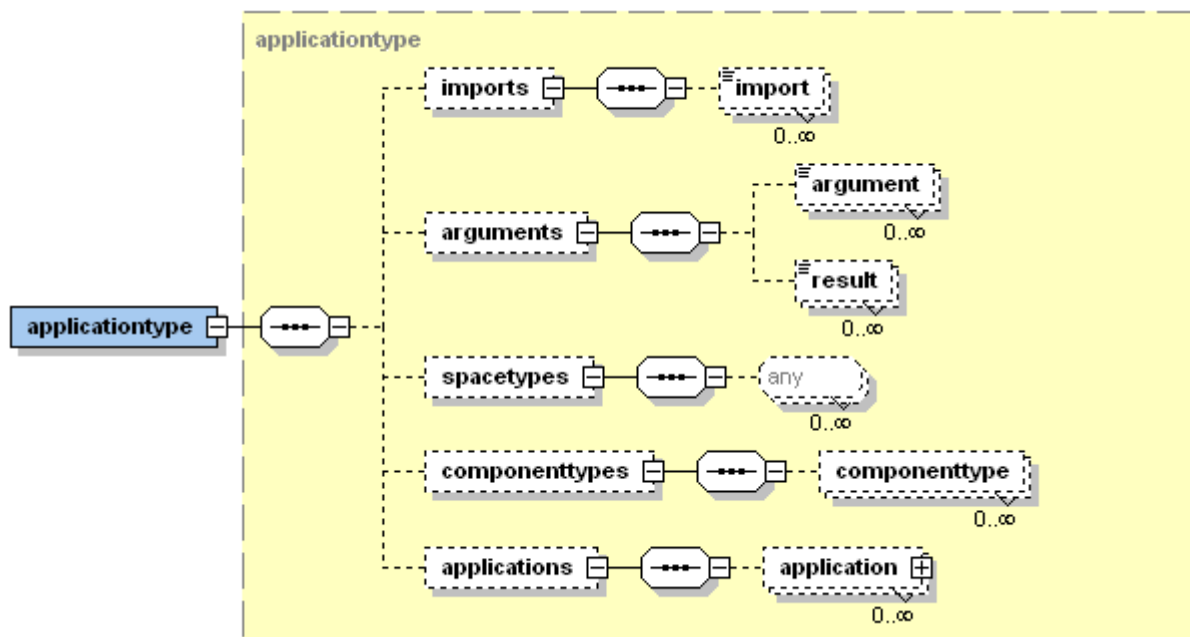 applicationtype
imports
import
0..∞
argument
0..∞
arguments
result
0..∞
applicationtype
spacetypes
any
0..∞
componenttypes
componenttype
0..∞
applications
application
0..∞